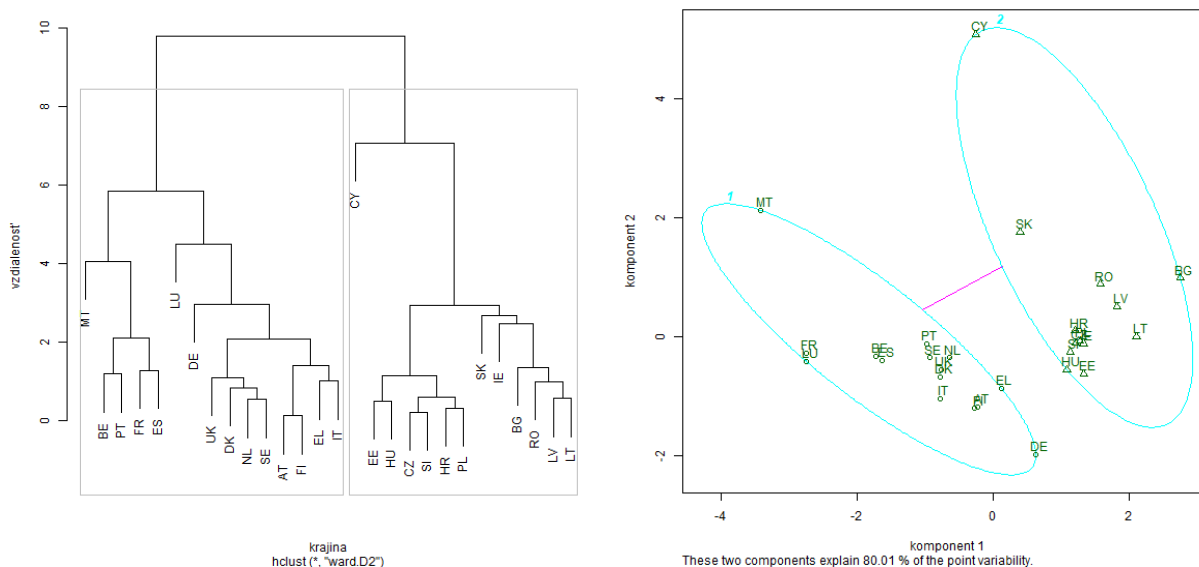 10
8
6
4
2
0
vzdialenost'
MT
BE
PT
FR
ES
LU
DE
UK
DK
NL
SE
AT
FI
EL
IT
CY
EE
HU
CZ
SI
HR
PL
SK
IE
BG
RO
LV
LT
krajina
hclust (*, "ward.D2")
4
2
0
-2
komponent 2
CY
2
1
MT
SK
BG
RO
LV
LT
HR
HU
EE
PT
FR
LU
BE
ES
SE NL
UK
DK
IT
EL
AT
DE
-4
-2
0
2
komponent 1
These two components explain 80.01 % of the point variability.